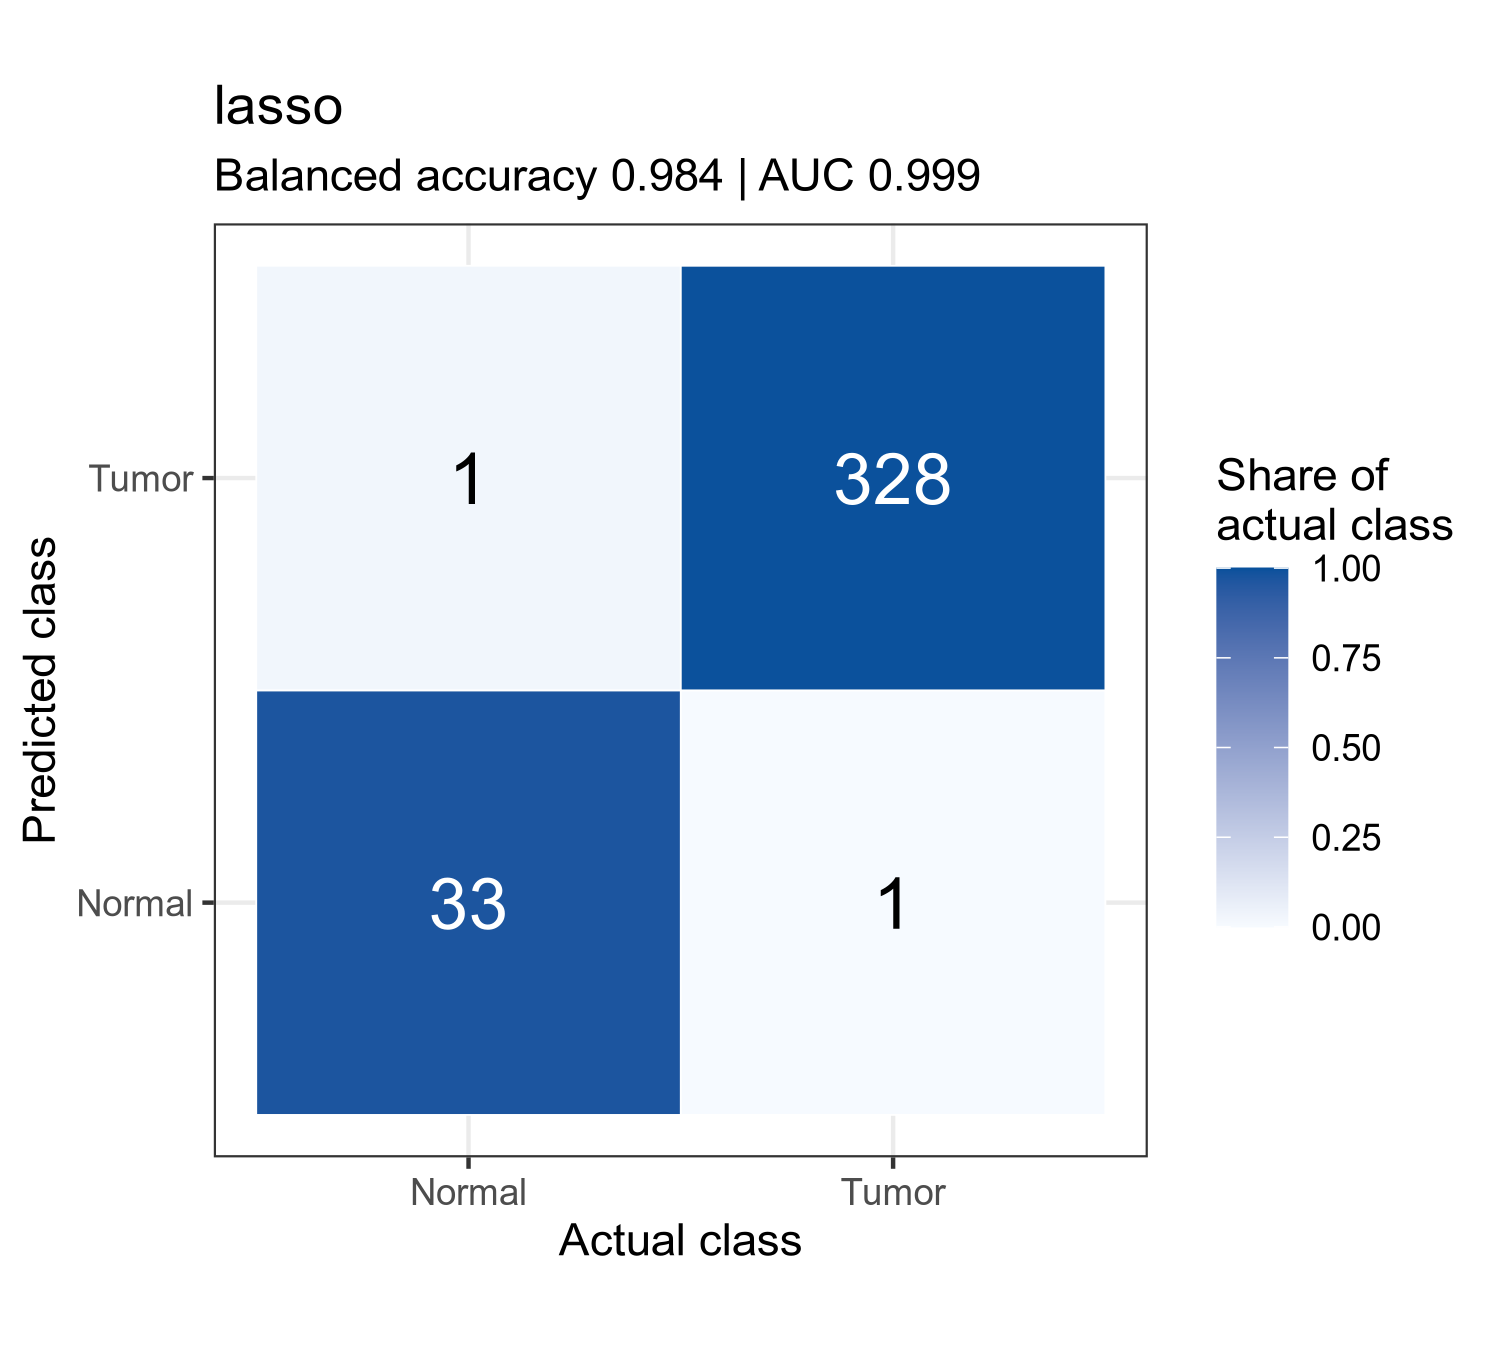 lasso
Balanced accuracy 0.984 | AUC 0.999
Predicted class
Tumor
Normal
1
328
33
1
Normal
Tumor
Actual class
Share of
actual class
1.00
0.75
0.50
0.25
0.00